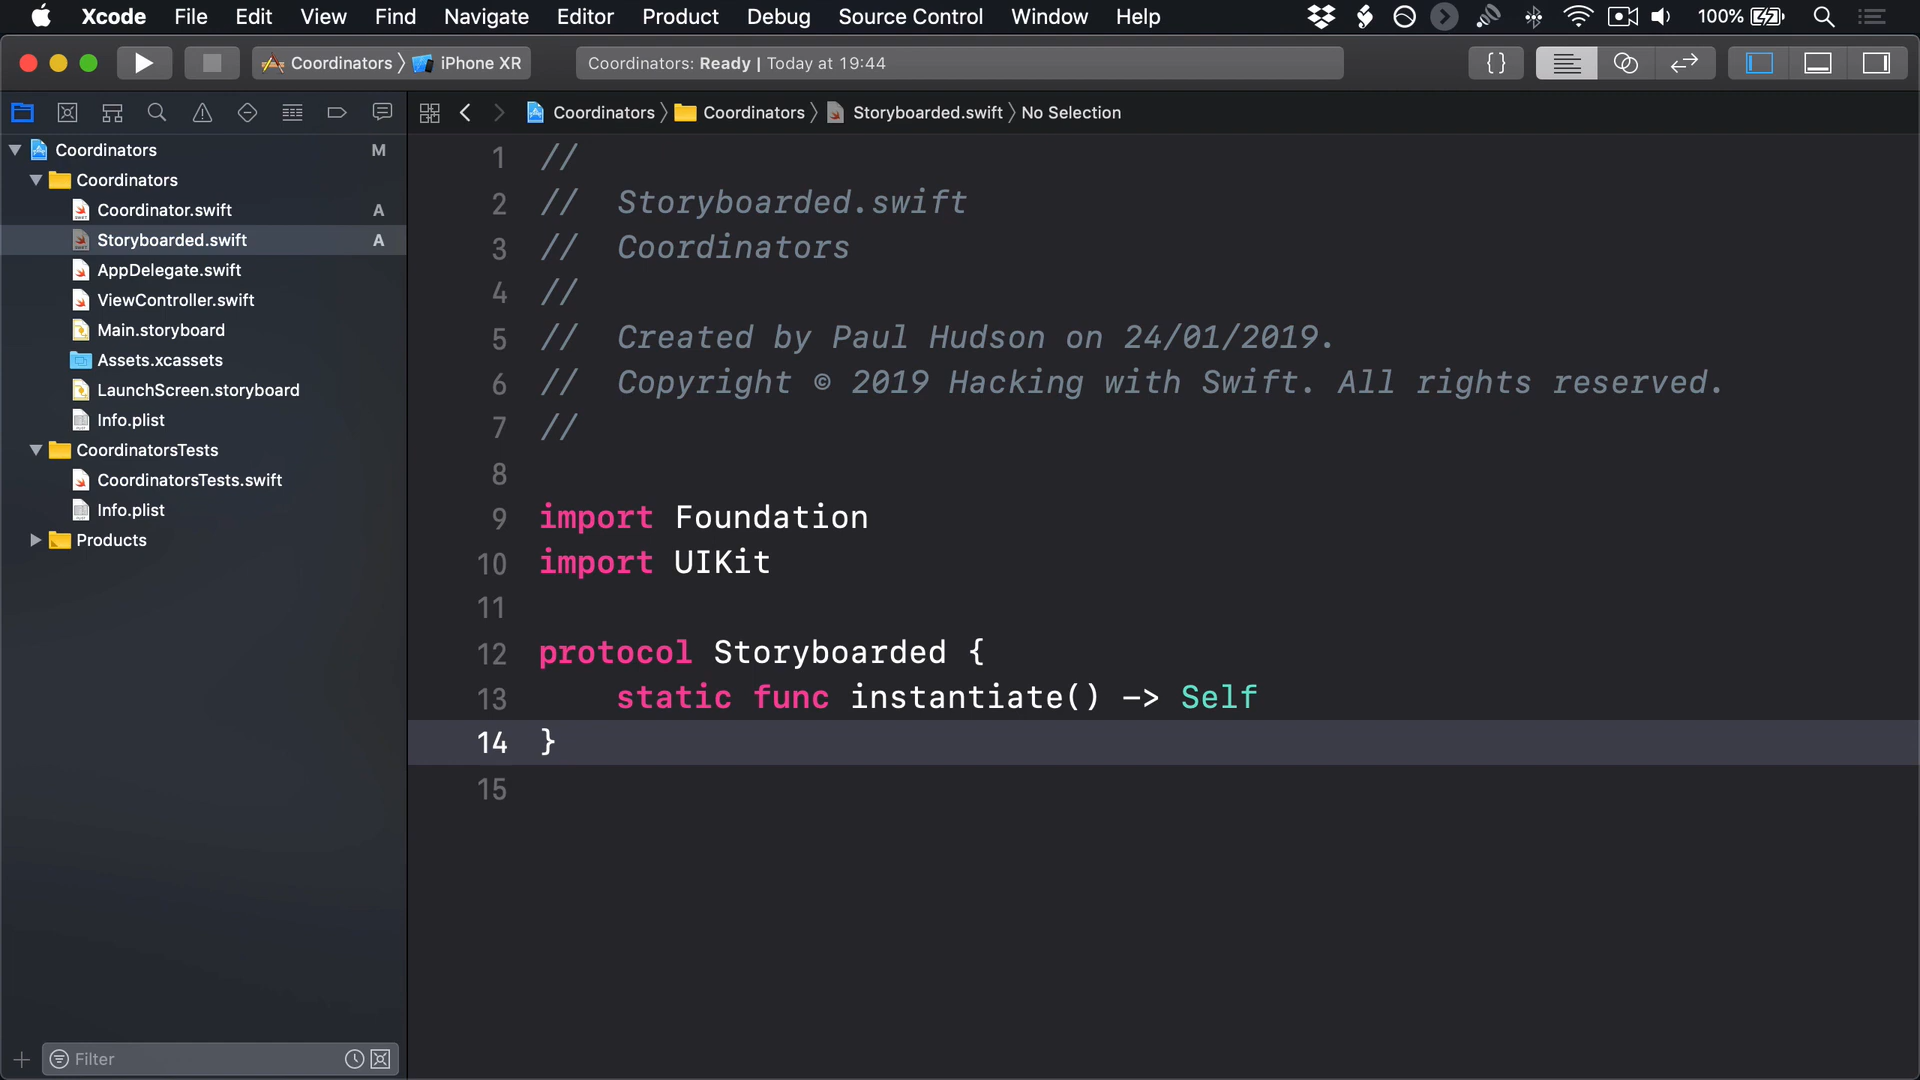 Xcode File Edit View Find Navigate Editor Product Debug Source Control Window Help 100%
Coordinators iPhone XR Coordinators: Ready | Today at 19:44
Coordinators Coordinators Storyboarded.swift No Selection
Coordinators M
Coordinators
Coordinator.swift A
Storyboarded.swift A
AppDelegate.swift
ViewController.swift
Main.storyboard
Assets.xcassets
LaunchScreen.storyboard
Info.plist
CoordinatorsTests
CoordinatorsTests.swift
Info.plist
Products
Filter
1 //
2 // Storyboarded.swift
3 // Coordinators
4 //
5 // Created by Paul Hudson on 24/01/2019.
6 // Copyright © 2019 Hacking with Swift. All rights reserved.
7 //
8
9 import Foundation
10 import UIKit
11
12 protocol Storyboarded {
13 static func instantiate() -> Self
14 }
15